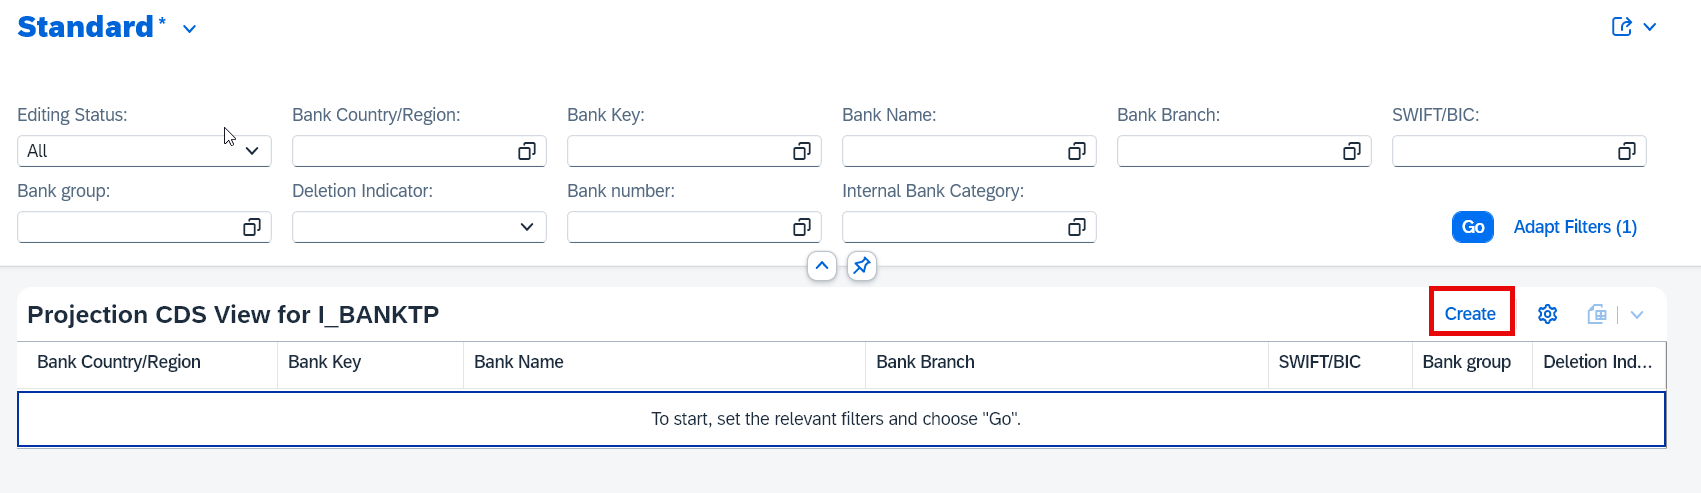 Standard*
Editing Status: Bank Country/Region: Bank Key: Bank Name: Bank Branch: SWIFT/BIC:
All
Bank group: Deletion Indicator: Bank number: Internal Bank Category:
Go Adapt Filters (1)
Projection CDS View for I_BANKTP Create
Bank Country/Region Bank Key Bank Name Bank Branch SWIFT/BIC Bank group Deletion Ind...
To start, set the relevant filters and choose "Go".